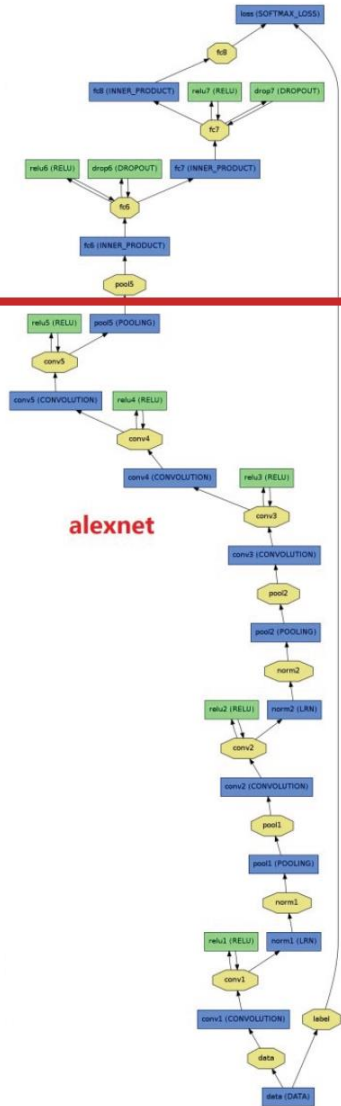 loss (SOFTMAX_LOSS)
fc8
fc8 (INNER_PRODUCT)
relu7 (RELU)
drop7 (DROPOUT)
fc7
relu6 (RELU)
drop6 (DROPOUT)
fc7 (INNER_PRODUCT)
fc6
fc6 (INNER_PRODUCT)
pool5
relu5 (RELU)
pool5 (POOLING)
conv5
conv5 (CONVOLUTION)
relu4 (RELU)
conv4
conv4 (CONVOLUTION)
relu3 (RELU)
conv3
alexnet
conv3 (CONVOLUTION)
pool2
pool2 (POOLING)
norm2
relu2 (RELU)
norm2 (LRN)
conv2
conv2 (CONVOLUTION)
pool1
pool1 (POOLING)
norm1
relu1 (RELU)
norm1 (LRN)
conv1
conv1 (CONVOLUTION)
label
data
data (DATA)